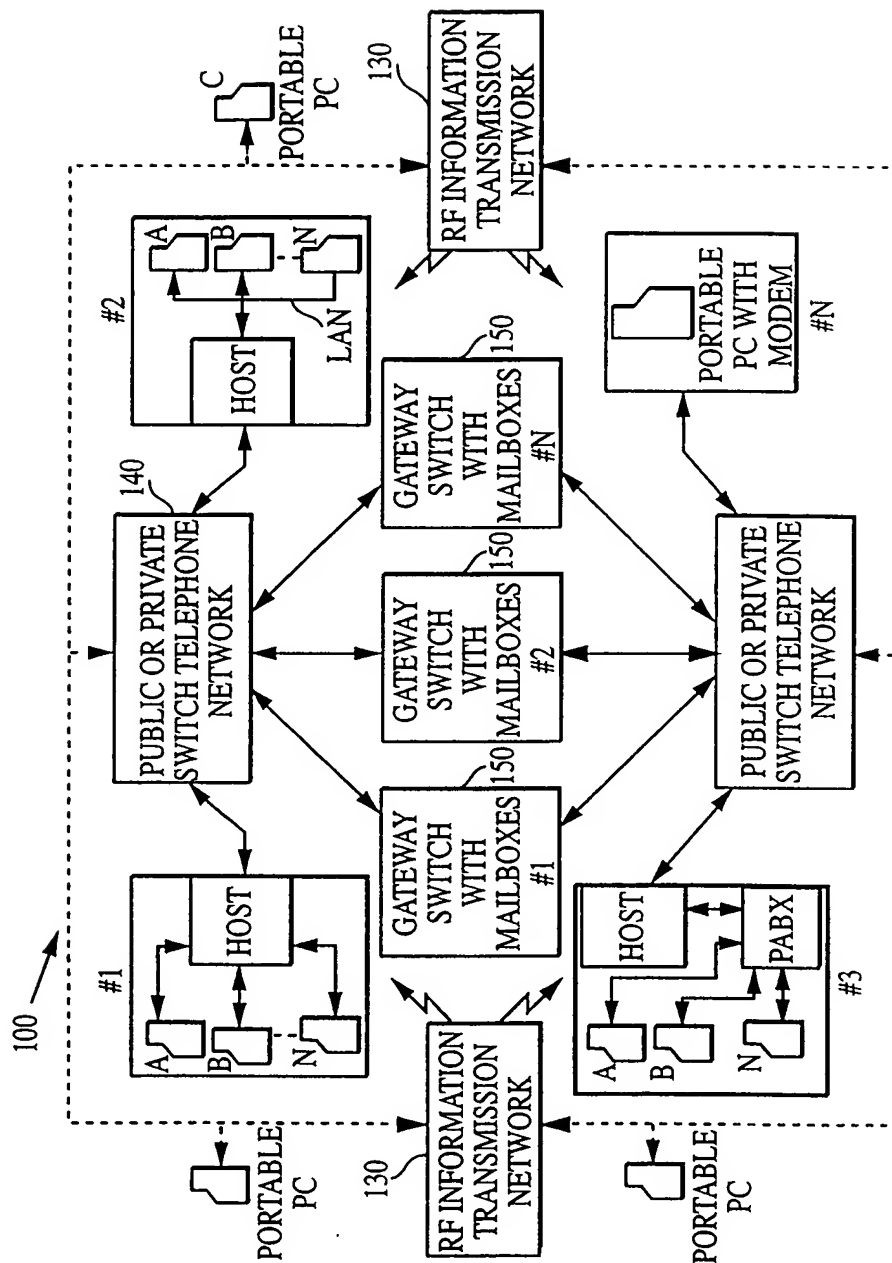 100
C
PORTABLE
PC
PORTABLE
PC
#1
A
B
N
HOST
140
PUBLIC OR PRIVATE
SWITCH TELEPHONE
NETWORK
#2
HOST
A
B
N
LAN
130
RF INFORMATION
TRANSMISSION
NETWORK
150
GATEWAY
SWITCH
WITH
MAILBOXES
#1
150
GATEWAY
SWITCH
WITH
MAILBOXES
#2
150
GATEWAY
SWITCH
WITH
MAILBOXES
#N
130
RF INFORMATION
TRANSMISSION
NETWORK
PORTABLE
PC
A
B
N
HOST
PABX
#3
PUBLIC OR PRIVATE
SWITCH TELEPHONE
NETWORK
PORTABLE
PC WITH
MODEM
#N